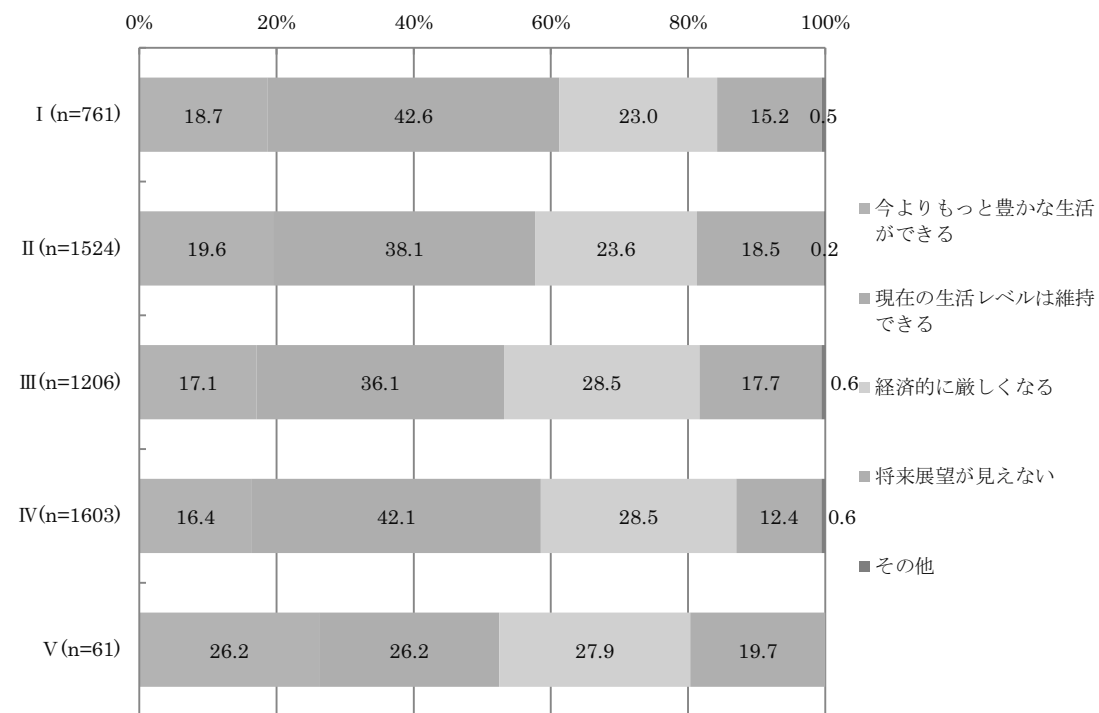 0% 20% 40% 60% 80% 100%
Ⅰ (n=761) 18.7 42.6 23.0 15.2 0.5
Ⅱ (n=1524) 19.6 38.1 23.6 18.5 0.2
Ⅲ (n=1206) 17.1 36.1 28.5 17.7 0.6
Ⅳ (n=1603) 16.4 42.1 28.5 12.4 0.6
Ⅴ (n=61) 26.2 26.2 27.9 19.7
今よりもっと豊かな生活
ができる
現在の生活レベルは維持
できる
経済的に厳しくなる
将来展望が見えない
その他